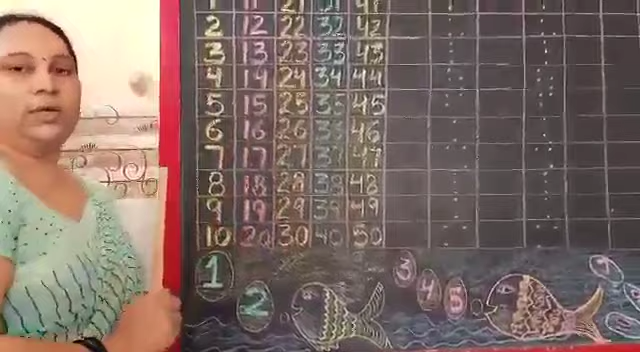 1 11 21 31 41
2 12 22 32 42
3 13 23 33 43
4 14 24 34 44
5 15 25 35 45
6 16 26 36 46
7 17 27 37 47
8 18 28 38 48
9 19 29 39 49
10 20 30 40 50
1 2 3 4 5